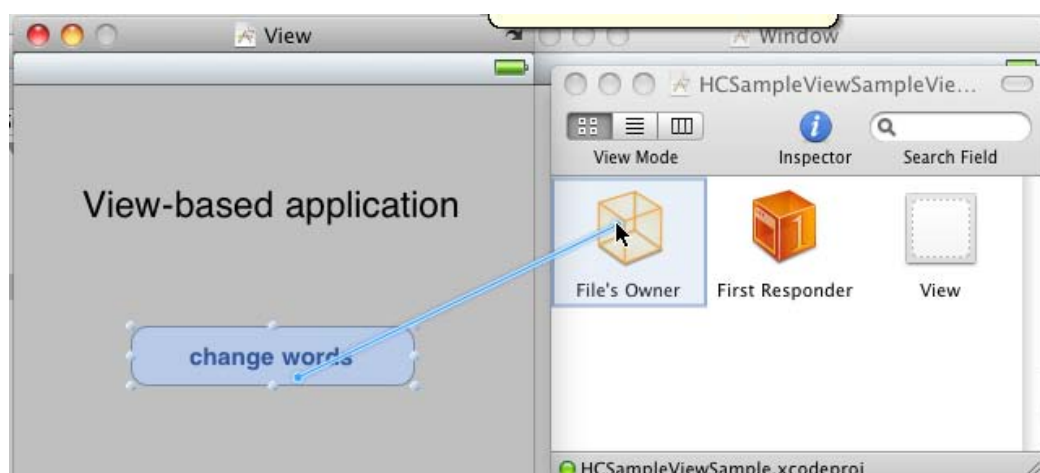 View
Window
HCSampleViewSampleVie...
View Mode
Inspector
Search Field
View-based application
File's Owner
First Responder
1
View
change words
HCSampleViewSample.xcodeproj